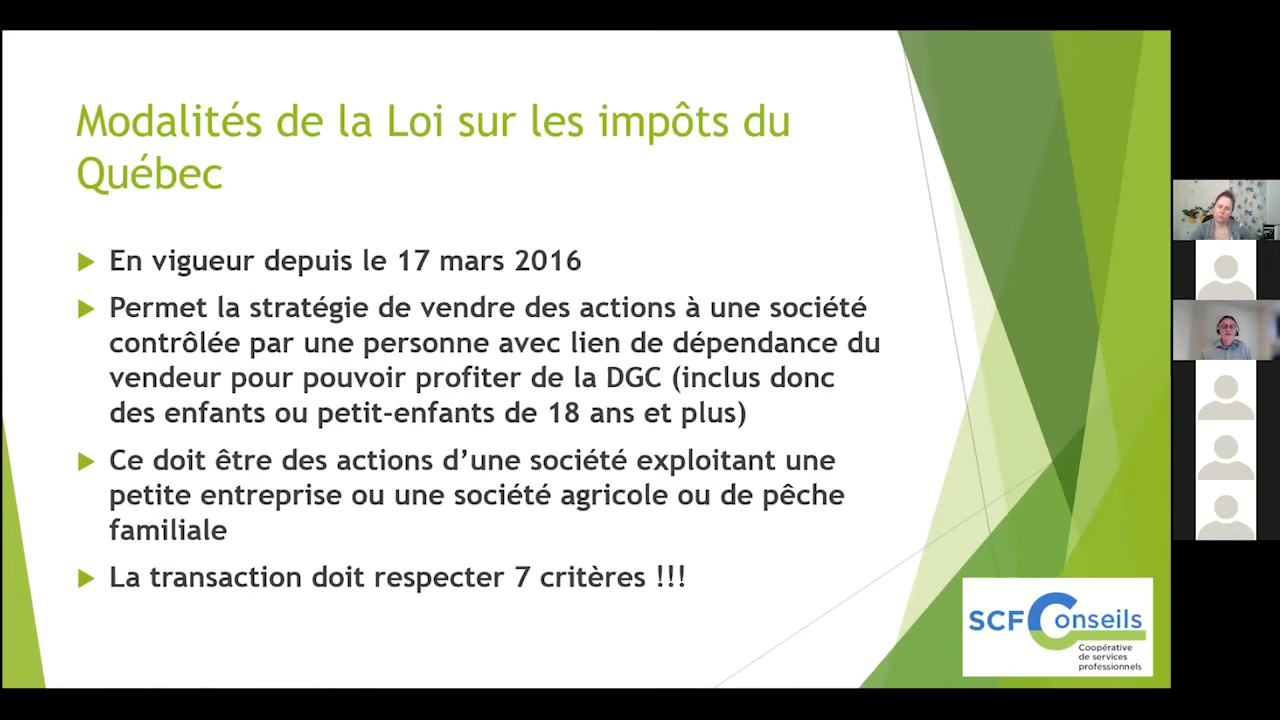 Modalités de la Loi sur les impôts du
Québec
En vigueur depuis le 17 mars 2016
Permet la stratégie de vendre des actions à une société
contrôlée par une personne avec lien de dépendance du
vendeur pour pouvoir profiter de la DGC (inclus donc
des enfants ou petit-enfants de 18 ans et plus)
Ce doit être des actions d’une société exploitant une
petite entreprise ou une société agricole ou de pêche
familiale
La transaction doit respecter 7 critères !!!
SCF Conseils
Coopérative
de services
professionnels